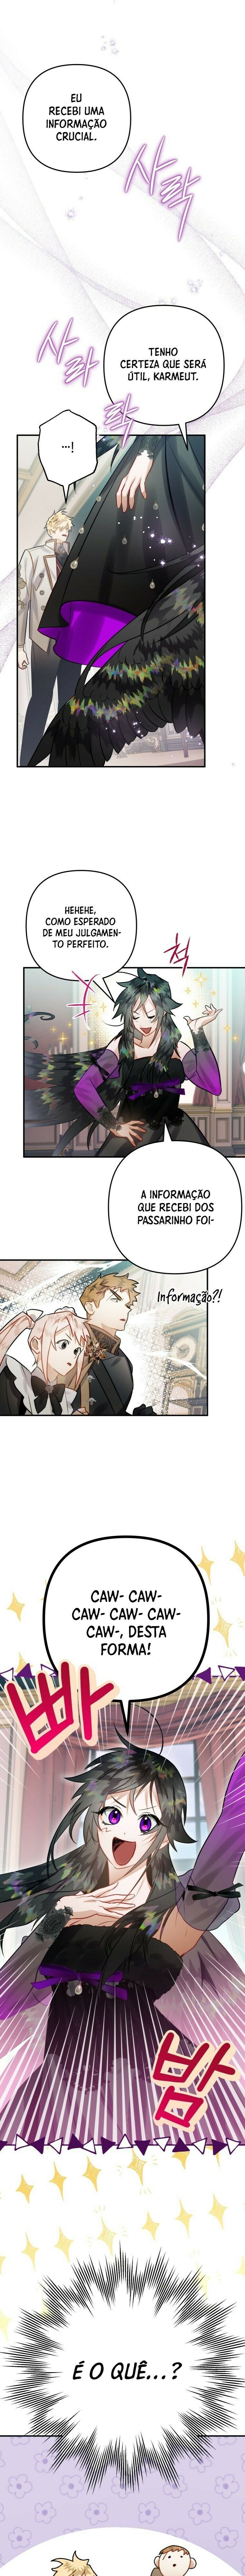 EU
RECEBI UMA
INFORMAÇÃO
CRUCIAL.
사락
TENHO
CERTEZA QUE SERÁ
ÚTIL, KARMEUT.
사락
...!
HEHEHE,
COMO ESPERADO
DE MEU JULGAMEN-
TO PERFEITO.
척
A INFORMAÇÃO
QUE RECEBI DOS
PASSARINHO FOI-
Informação?!
CAW- CAW-
CAW- CAW- CAW-
CAW-, DESTA
FORMA!
빠
밤
É O QUÊ...?